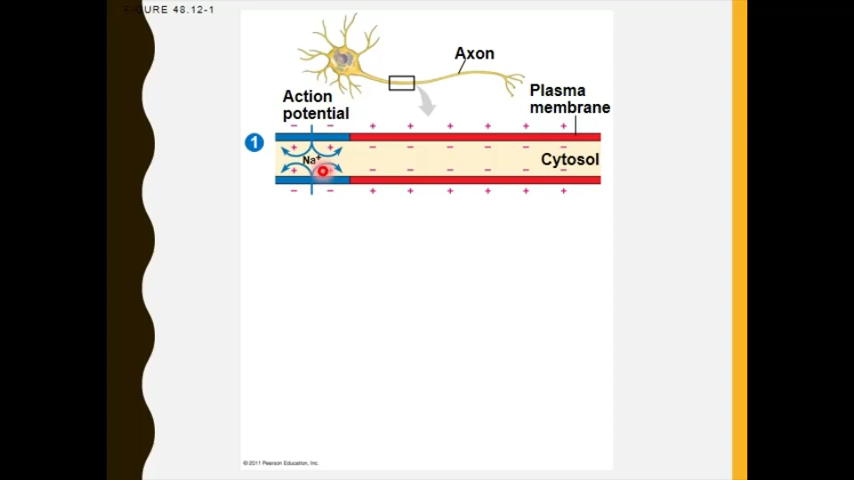 FIGURE 48.12-1
Axon
Plasma
membrane
Action
potential
1
Na+
Cytosol
© 2011 Pearson Education, Inc.